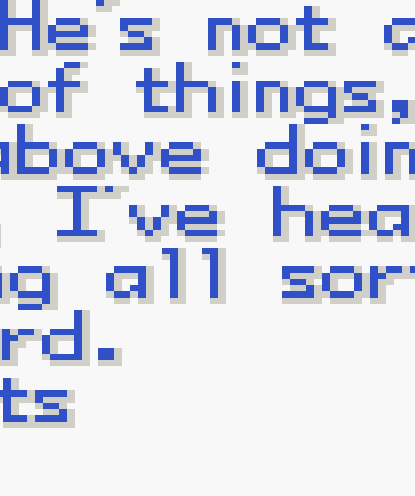 He's not
of things,
above doin
I've hea
g all sor
rd.
ts